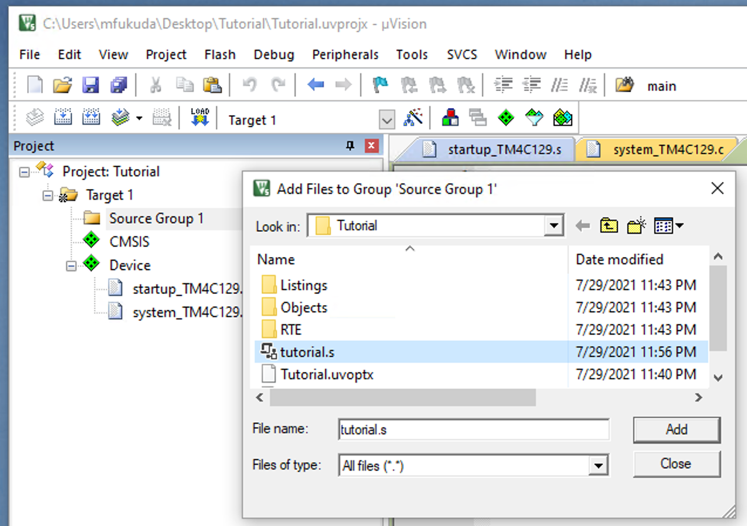 C:\Users\mfukuda\Desktop\Tutorial\Tutorial.uvprojx - µVision
File Edit View Project Flash Debug Peripherals Tools SVCS Window Help
main
LOAD
Target 1
Project
startup_TM4C129.s
system_TM4C129.c
Project: Tutorial
Target 1
Source Group 1
CMSIS
Device
startup_TM4C129.
system_TM4C129.
Add Files to Group 'Source Group 1'
Look in: Tutorial
Name Date modified
Listings 7/29/2021 11:43 PM
Objects 7/29/2021 11:43 PM
RTE 7/29/2021 11:43 PM
tutorial.s 7/29/2021 11:56 PM
Tutorial.uvoptx 7/29/2021 11:40 PM
File name: tutorial.s Add
Files of type: All files (*.*) Close